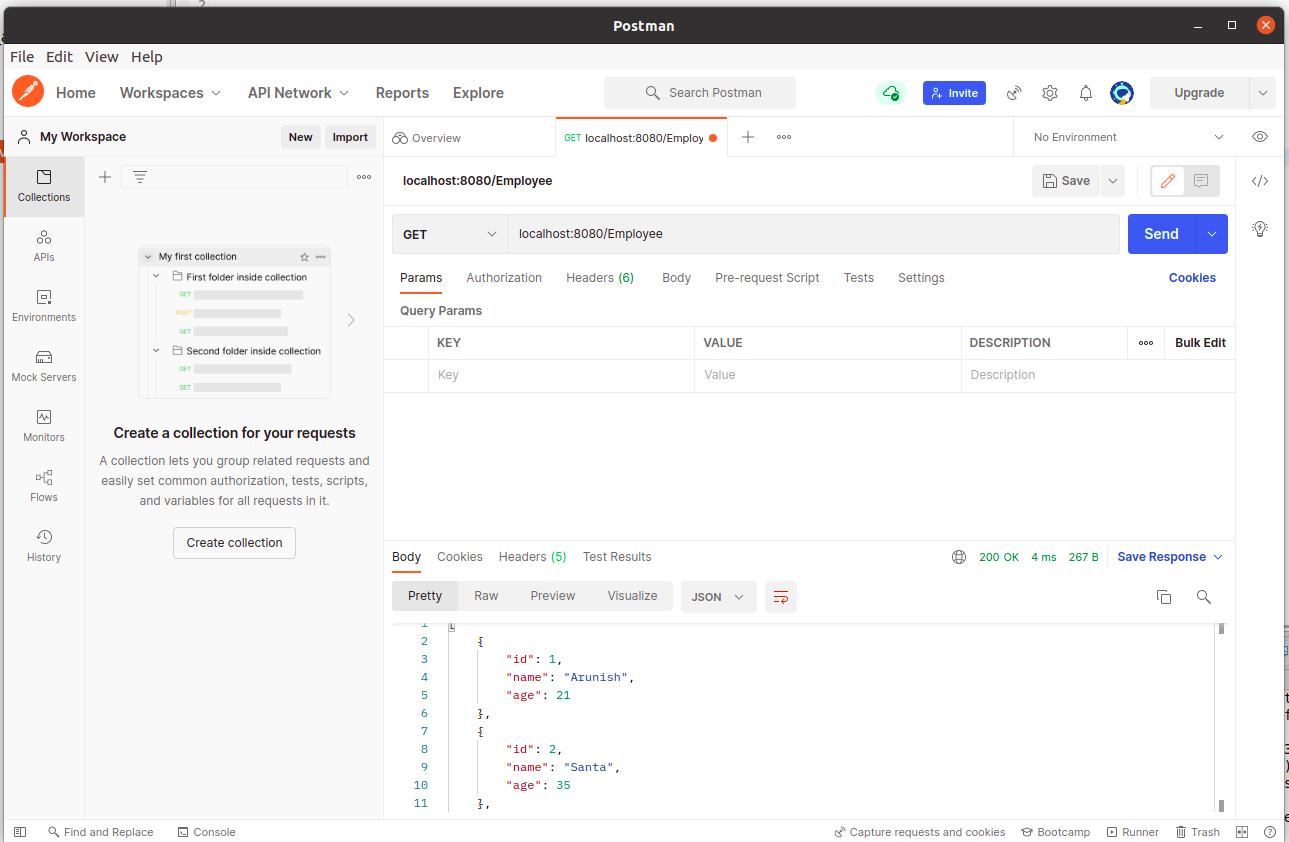 2
Postman
File Edit View Help
Home Workspaces API Network Reports Explore Search Postman Invite Upgrade
My Workspace New Import Overview GET localhost:8080/Employ No Environment
Collections
APIs
Environments
Mock Servers
Monitors
Flows
History
My first collection
First folder inside collection
GET
POST
GET
Second folder inside collection
GET
GET
Create a collection for your requests
A collection lets you group related requests and
easily set common authorization, tests, scripts,
and variables for all requests in it.
Create collection
localhost:8080/Employee Save
GET localhost:8080/Employee Send
Params Authorization Headers (6) Body Pre-request Script Tests Settings Cookies
Query Params
KEY VALUE DESCRIPTION Bulk Edit
Key Value Description
Body Cookies Headers (5) Test Results 200 OK 4 ms 267 B Save Response
Pretty Raw Preview Visualize JSON
1 [
2 {
3 "id": 1,
4 "name": "Arunish",
5 "age": 21
6 },
7 {
8 "id": 2,
9 "name": "Santa",
10 "age": 35
11 },
Find and Replace Console Capture requests and cookies Bootcamp Runner Trash